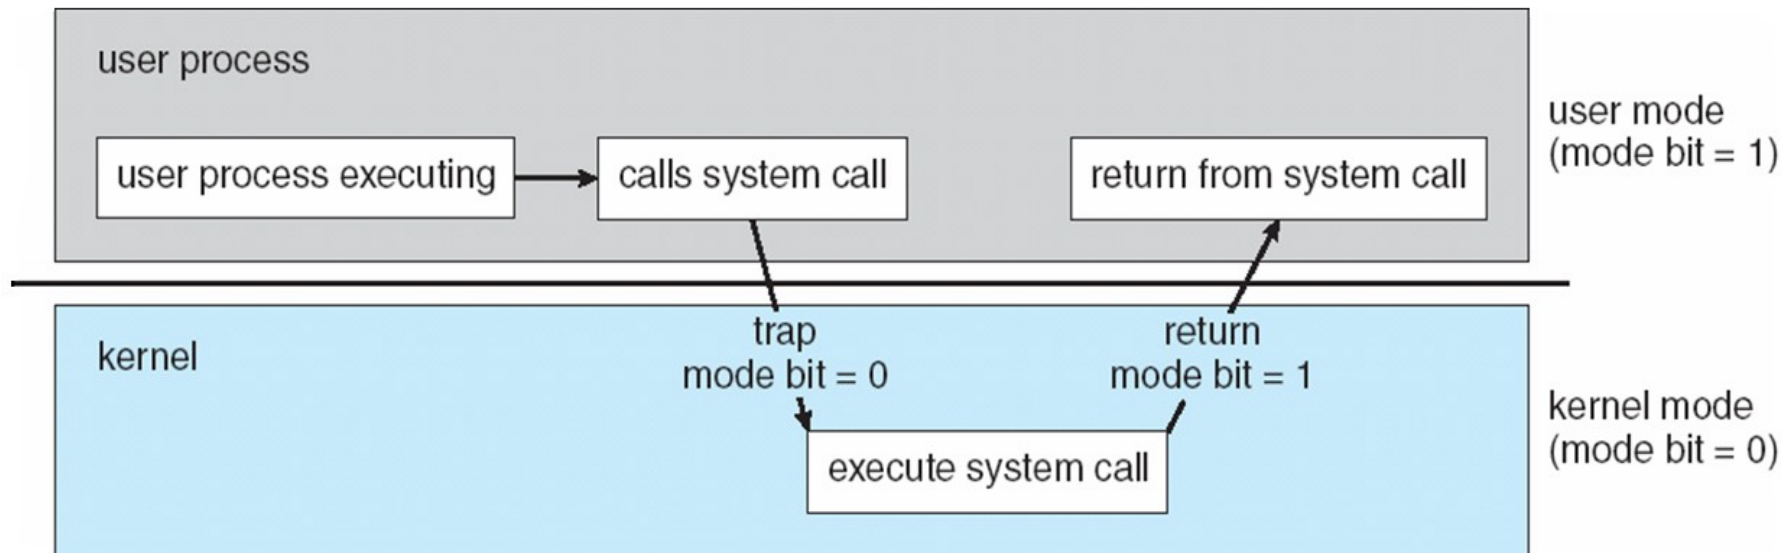 user process
user process executing
calls system call
return from system call
user mode
(mode bit = 1)
kernel
trap
mode bit = 0
return
mode bit = 1
execute system call
kernel mode
(mode bit = 0)